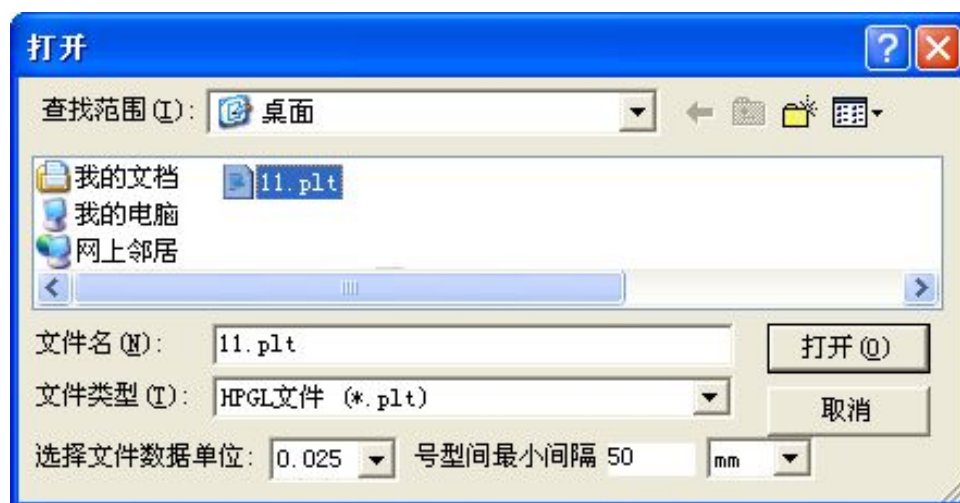 打开
查找范围(I): 桌面
我的文档 11.plt
我的电脑
网上邻居
文件名(N): 11.plt 打开(O)
文件类型(T): HPGL文件 (*.plt) 取消
选择文件数据单位: 0.025 号型间最小间隔 50 mm